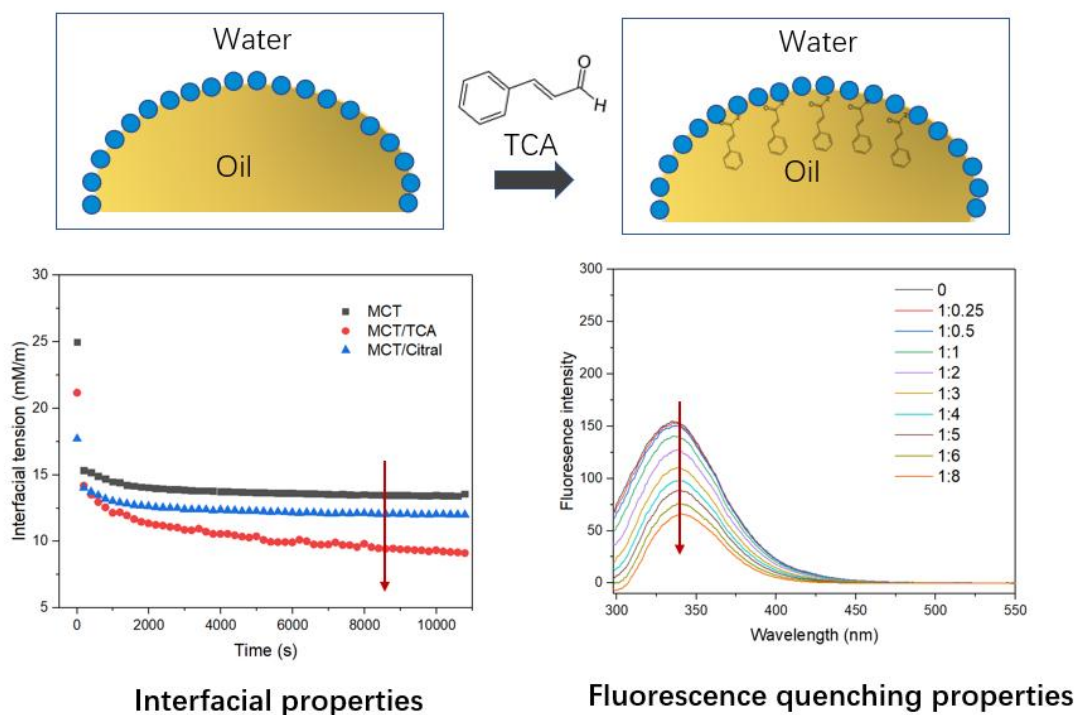 Water
Oil
O
H
TCA
Water
Oil
30
25
20
15
10
5
Interfacial tension (mM/m)
MCT
MCT/TCA
MCT/Citral
0 2000 4000 6000 8000 10000
Time (s)
Interfacial properties
300
250
200
150
100
50
0
Fluoresence intensity
0
1:0.25
1:0.5
1:1
1:2
1:3
1:4
1:5
1:6
1:8
300 350 400 450 500 550
Wavelength (nm)
Fluorescence quenching properties